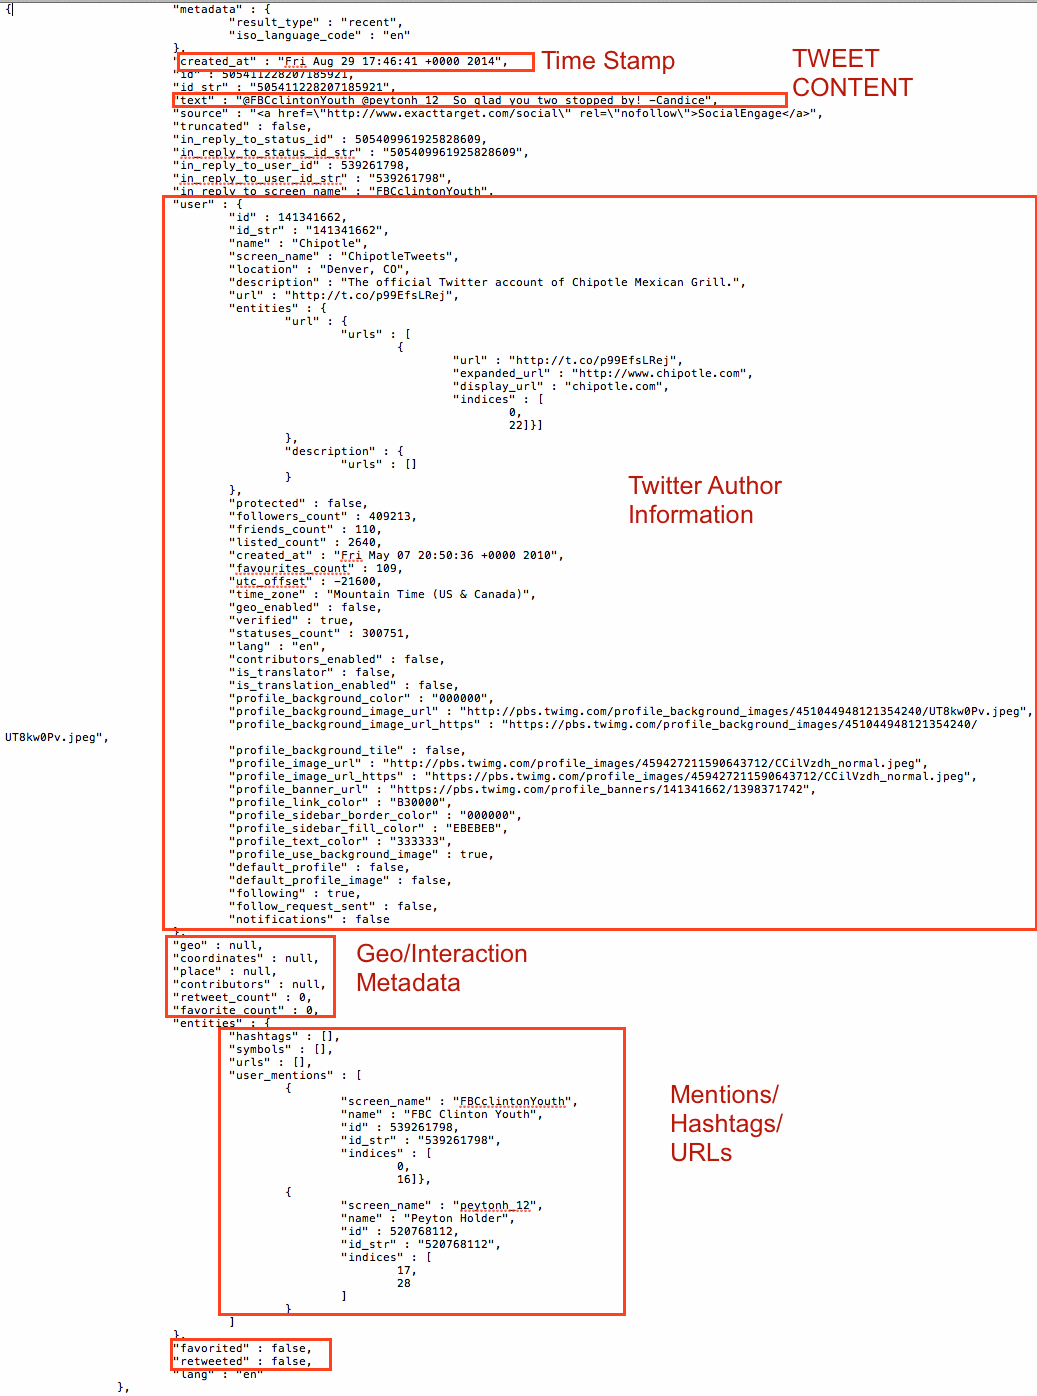 { "metadata" : {
"result_type" : "recent",
"iso_language_code" : "en"
},
"created_at" : "Fri Aug 29 17:46:41 +0000 2014",
Time Stamp
TWEET
CONTENT
"id" : 505411228207185921,
"id_str" : "505411228207185921",
"text" : "@FBCclintonYouth @peytonh_12 So glad you two stopped by! -Candice",
"source" : "<a href=\"http://www.exacttarget.com/social\" rel=\"nofollow\">SocialEngage</a>",
"truncated" : false,
"in_reply_to_status_id" : 505409961925828609,
"in_reply_to_status_id_str" : "505409961925828609",
"in_reply_to_user_id" : 539261798,
"in_reply_to_user_id_str" : "539261798",
"in_reply_to_screen_name" : "FBCclintonYouth",
"user" : {
"id" : 141341662,
"id_str" : "141341662",
"name" : "Chipotle",
"screen_name" : "ChipotleTweets",
"location" : "Denver, CO",
"description" : "The official Twitter account of Chipotle Mexican Grill.",
"url" : "http://t.co/p99EfsLRej",
"entities" : {
"url" : {
"urls" : [
{
"url" : "http://t.co/p99EfsLRej",
"expanded_url" : "http://www.chipotle.com",
"display_url" : "chipotle.com",
"indices" : [
0,
22]}]
},
"description" : {
"urls" : []
}
},
Twitter Author
Information
"protected" : false,
"followers_count" : 409213,
"friends_count" : 110,
"listed_count" : 2640,
"created_at" : "Fri May 07 20:50:36 +0000 2010",
"favourites_count" : 109,
"utc_offset" : -21600,
"time_zone" : "Mountain Time (US & Canada)",
"geo_enabled" : false,
"verified" : true,
"statuses_count" : 300751,
"lang" : "en",
"contributors_enabled" : false,
"is_translator" : false,
"is_translation_enabled" : false,
"profile_background_color" : "000000",
"profile_background_image_url" : "http://pbs.twimg.com/profile_background_images/451044948121354240/UT8kw0Pv.jpeg",
"profile_background_image_url_https" : "https://pbs.twimg.com/profile_background_images/451044948121354240/
UT8kw0Pv.jpeg",
"profile_background_tile" : false,
"profile_image_url" : "http://pbs.twimg.com/profile_images/459427211590643712/CCilVzdh_normal.jpeg",
"profile_image_url_https" : "https://pbs.twimg.com/profile_images/459427211590643712/CCilVzdh_normal.jpeg",
"profile_banner_url" : "https://pbs.twimg.com/profile_banners/141341662/1398371742",
"profile_link_color" : "B30000",
"profile_sidebar_border_color" : "000000",
"profile_sidebar_fill_color" : "EBEBEB",
"profile_text_color" : "333333",
"profile_use_background_image" : true,
"default_profile" : false,
"default_profile_image" : false,
"following" : true,
"follow_request_sent" : false,
"notifications" : false
},
"geo" : null,
"coordinates" : null,
"place" : null,
"contributors" : null,
"retweet_count" : 0,
"favorite_count" : 0,
Geo/Interaction
Metadata
"entities" : {
"hashtags" : [],
"symbols" : [],
"urls" : [],
"user_mentions" : [
{
"screen_name" : "FBCclintonYouth",
"name" : "FBC Clinton Youth",
"id" : 539261798,
"id_str" : "539261798",
"indices" : [
0,
16]},
Mentions/
Hashtags/
URLs
{
"screen_name" : "peytonh_12",
"name" : "Peyton Holder",
"id" : 520768112,
"id_str" : "520768112",
"indices" : [
17,
28
]
}
]
},
"favorited" : false,
"retweeted" : false,
"lang" : "en"
},